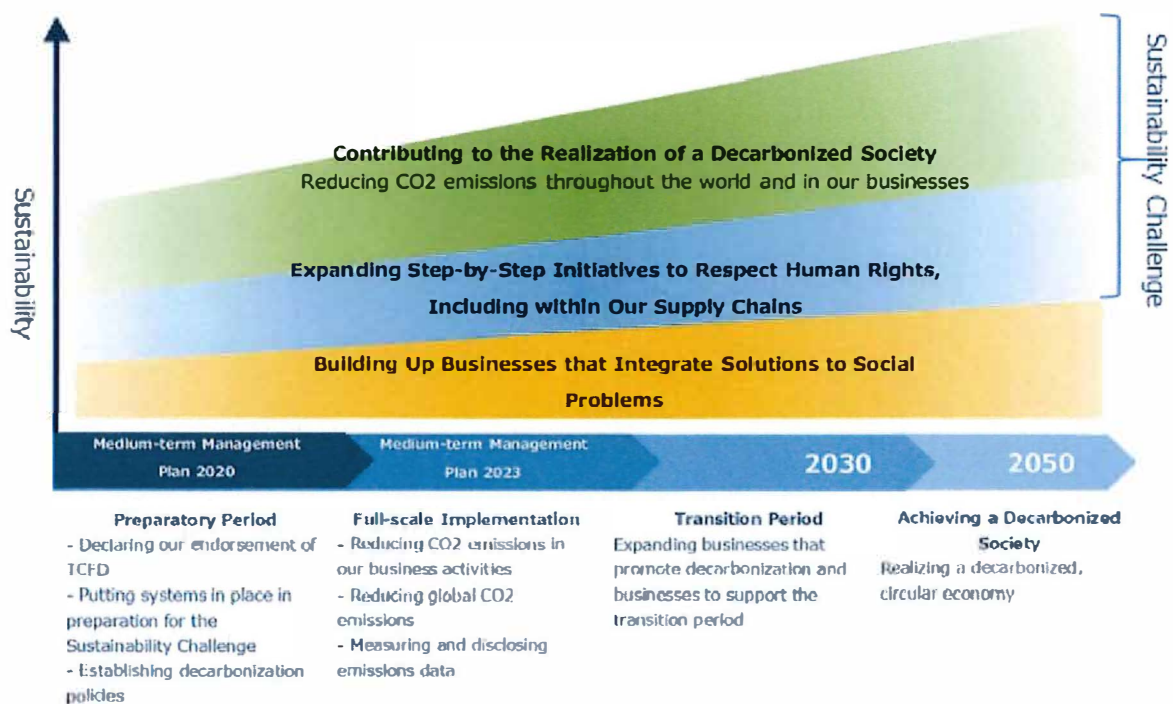 Sustainability
Contributing to the Realization of a Decarbonized Society
Reducing CO2 emissions throughout the world and in our businesses
Expanding Step-by-Step Initiatives to Respect Human Rights,
Including within Our Supply Chains
Building Up Businesses that Integrate Solutions to Social
Problems
Sustainability Challenge
Medium-term Management
Plan 2020
Medium-term Management
Plan 2023
2030
2050
Preparatory Period
- Declaring our endorsement of
TCFD
- Putting systems in place in
preparation for the
Sustainability Challenge
- Establishing decarbonization
policies
Full-scale Implementation
- Reducing CO2 emissions in
our business activities
- Reducing global CO2
emissions
- Measuring and disclosing
emissions data
Transition Period
Expanding businesses that
promote decarbonization and
businesses to support the
transition period
Achieving a Decarbonized
Society
Realizing a decarbonized,
circular economy